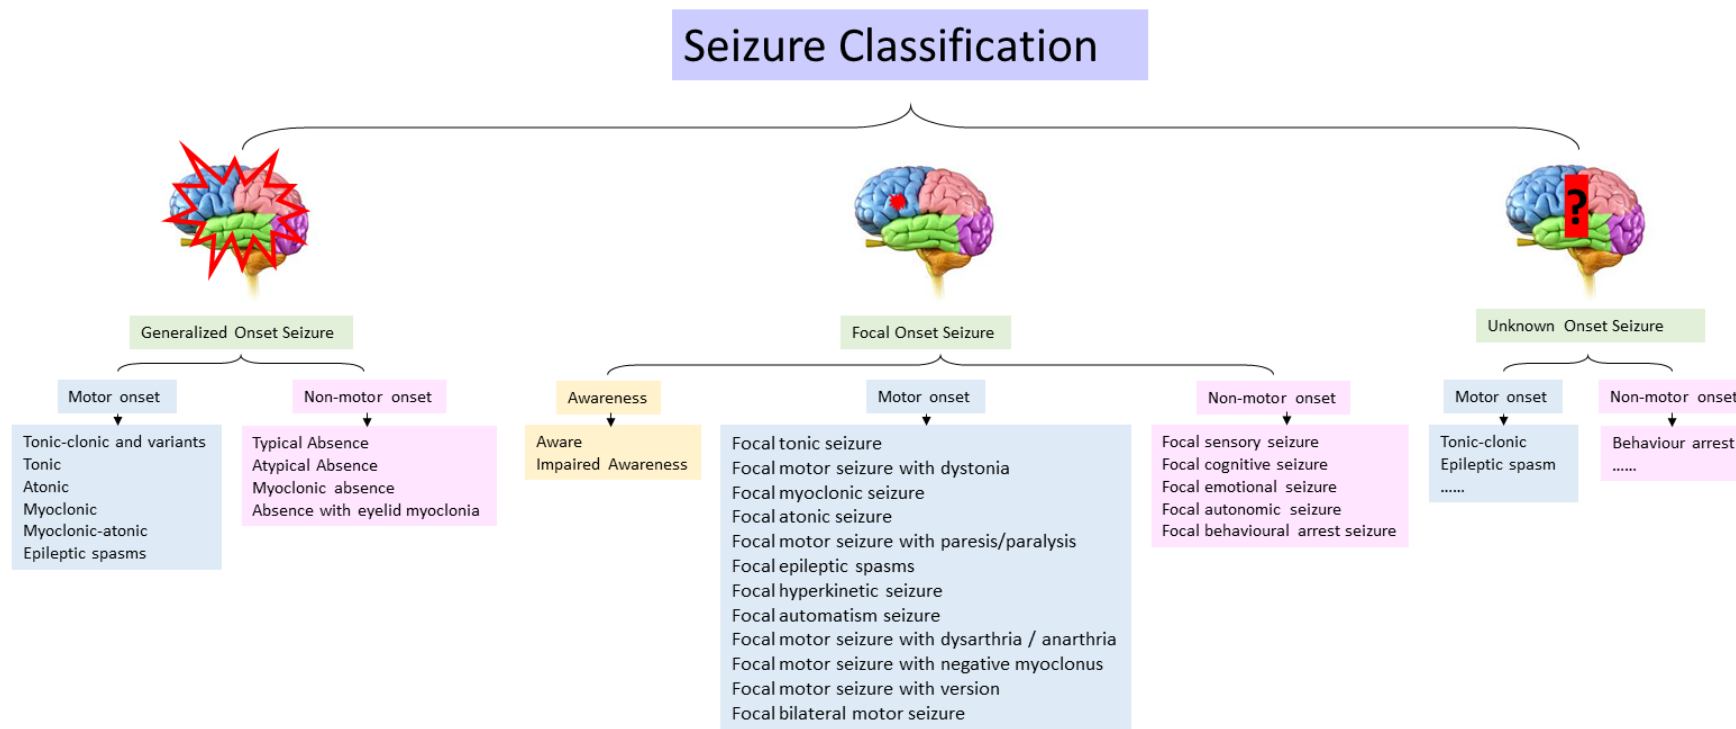 Seizure Classification
?
Generalized Onset Seizure
Motor onset
Tonic-clonic and variants
Tonic
Atonic
Myoclonic
Myoclonic-atonic
Epileptic spasms
Non-motor onset
Typical Absence
Atypical Absence
Myoclonic absence
Absence with eyelid myoclonia
Focal Onset Seizure
Awareness
Aware
Impaired Awareness
Motor onset
Focal tonic seizure
Focal motor seizure with dystonia
Focal myoclonic seizure
Focal atonic seizure
Focal motor seizure with paresis/paralysis
Focal epileptic spasms
Focal hyperkinetic seizure
Focal automatism seizure
Focal motor seizure with dysarthria / anarthria
Focal motor seizure with negative myoclonus
Focal motor seizure with version
Focal bilateral motor seizure
Non-motor onset
Focal sensory seizure
Focal cognitive seizure
Focal emotional seizure
Focal autonomic seizure
Focal behavioural arrest seizure
Unknown Onset Seizure
Motor onset
Tonic-clonic
Epileptic spasm
......
Non-motor onset
Behaviour arrest
......